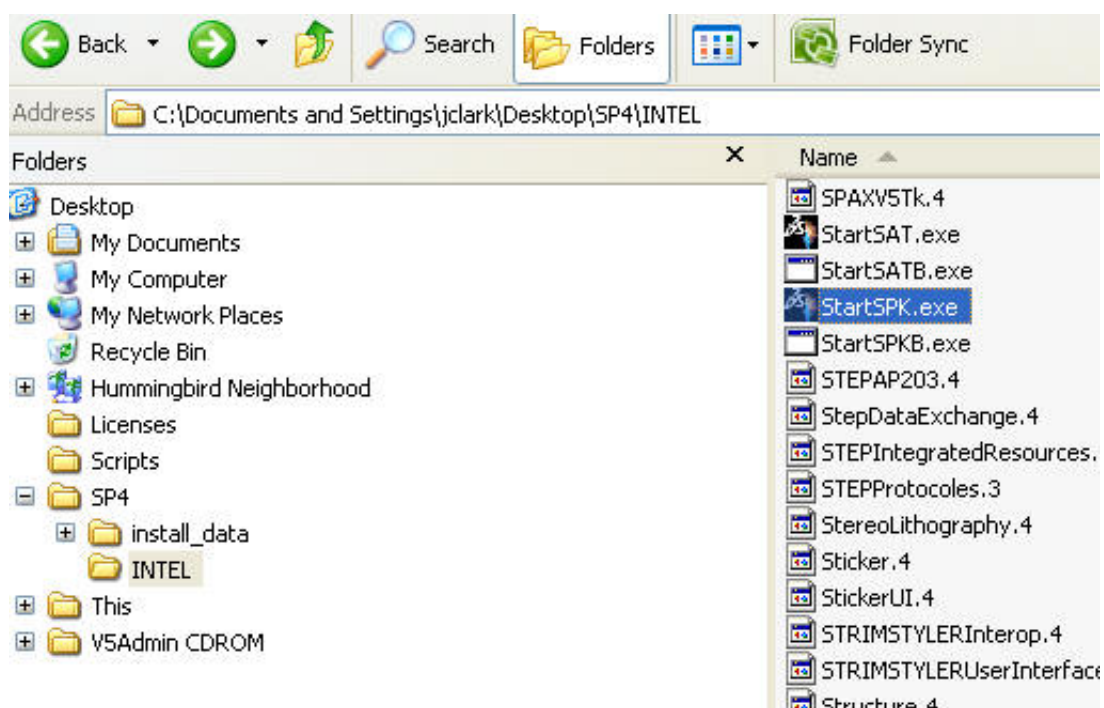 Back Search Folders Folder Sync
Address C:\Documents and Settings\jclark\Desktop\SP4\INTEL
Folders
Desktop
My Documents
My Computer
My Network Places
Recycle Bin
Hummingbird Neighborhood
Licenses
Scripts
SP4
install_data
INTEL
This
V5Admin CDROM
Name
SPAXV5Tk.4
StartSAT.exe
StartSATB.exe
StartSPK.exe
StartSPKB.exe
STEPAP203.4
StepDataExchange.4
STEPIntegratedResources.
STEPProtocoles.3
StereoLithography.4
Sticker.4
StickerUI.4
STRIMSTYLERInterop.4
STRIMSTYLERUserInterface
Structure.4